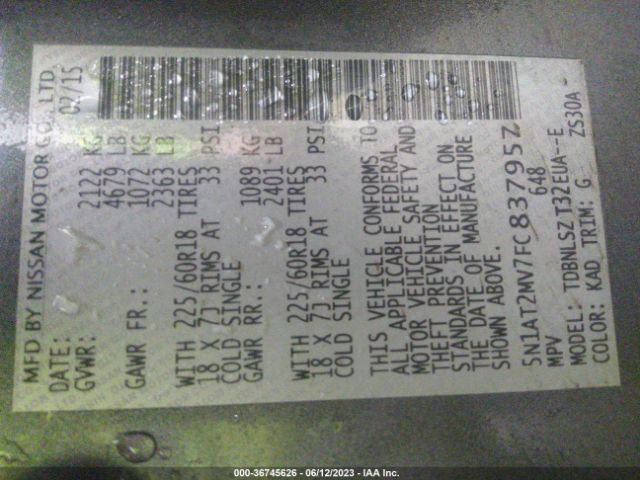 MFD BY NISSAN MOTOR CO., LTD.
DATE: 07/15
GVWR: 2122 KG
4679 LB
GAWR FR.: 1072 KG
2363 LB
WITH 225/60R18 TIRES
18 X 7J RIMS AT 33 PSI
COLD SINGLE
GAWR RR.: 1089 KG
2401 LB
WITH 225/60R18 TIRES
18 X 7J RIMS AT 33 PSI
COLD SINGLE
THIS VEHICLE CONFORMS TO
ALL APPLICABLE FEDERAL
MOTOR VEHICLE SAFETY AND
THEFT PREVENTION
STANDARDS IN EFFECT ON
THE DATE OF MANUFACTURE
SHOWN ABOVE.
5N1AT2MV7FC837957
MPV 648
MODEL: TDBNLSZ T32EUA--E
COLOR: KAD TRIM: G ZS30A
000-36745626 - 06/12/2023 - IAA Inc.